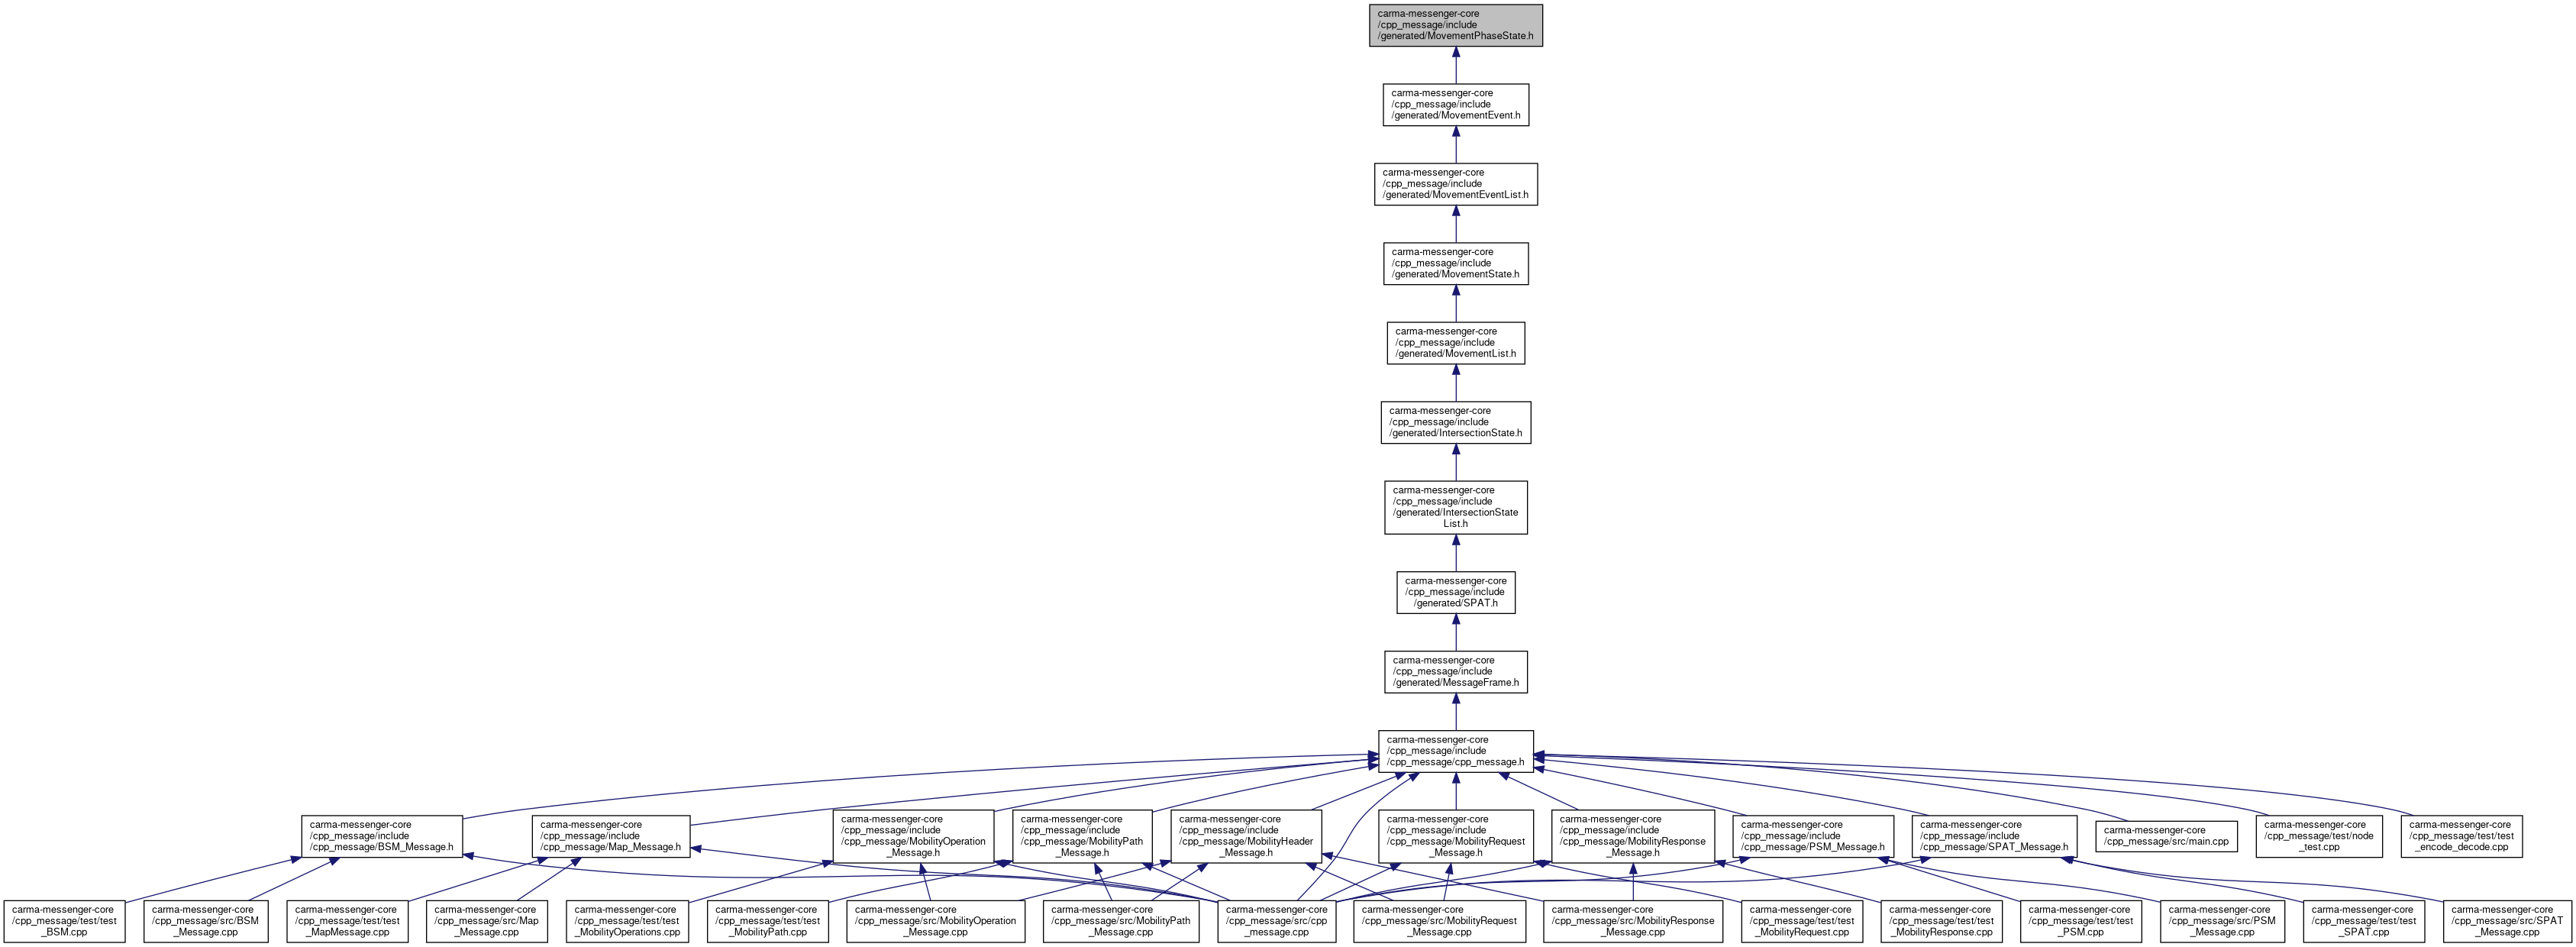 carma-messenger-core
/cpp_message/include
/generated/MovementPhaseState.h
carma-messenger-core
/cpp_message/include
/generated/MovementEvent.h
carma-messenger-core
/cpp_message/include
/generated/MovementEventList.h
carma-messenger-core
/cpp_message/include
/generated/MovementState.h
carma-messenger-core
/cpp_message/include
/generated/MovementList.h
carma-messenger-core
/cpp_message/include
/generated/IntersectionState.h
carma-messenger-core
/cpp_message/include
/generated/IntersectionState
List.h
carma-messenger-core
/cpp_message/include
/generated/SPAT.h
carma-messenger-core
/cpp_message/include
/generated/MessageFrame.h
carma-messenger-core
/cpp_message/include
/cpp_message/cpp_message.h
carma-messenger-core
/cpp_message/include
/cpp_message/BSM_Message.h
carma-messenger-core
/cpp_message/include
/cpp_message/Map_Message.h
carma-messenger-core
/cpp_message/include
/cpp_message/MobilityOperation
_Message.h
carma-messenger-core
/cpp_message/include
/cpp_message/MobilityPath
_Message.h
carma-messenger-core
/cpp_message/include
/cpp_message/MobilityHeader
_Message.h
carma-messenger-core
/cpp_message/include
/cpp_message/MobilityRequest
_Message.h
carma-messenger-core
/cpp_message/include
/cpp_message/MobilityResponse
_Message.h
carma-messenger-core
/cpp_message/include
/cpp_message/PSM_Message.h
carma-messenger-core
/cpp_message/include
/cpp_message/SPAT_Message.h
carma-messenger-core
/cpp_message/src/main.cpp
carma-messenger-core
/cpp_message/test/node
_test.cpp
carma-messenger-core
/cpp_message/test/test
_encode_decode.cpp
carma-messenger-core
/cpp_message/test/test
_BSM.cpp
carma-messenger-core
/cpp_message/src/BSM
_Message.cpp
carma-messenger-core
/cpp_message/test/test
_MapMessage.cpp
carma-messenger-core
/cpp_message/src/Map
_Message.cpp
carma-messenger-core
/cpp_message/test/test
_MobilityOperations.cpp
carma-messenger-core
/cpp_message/test/test
_MobilityPath.cpp
carma-messenger-core
/cpp_message/src/MobilityOperation
_Message.cpp
carma-messenger-core
/cpp_message/src/MobilityPath
_Message.cpp
carma-messenger-core
/cpp_message/src/cpp
_message.cpp
carma-messenger-core
/cpp_message/src/MobilityRequest
_Message.cpp
carma-messenger-core
/cpp_message/src/MobilityResponse
_Message.cpp
carma-messenger-core
/cpp_message/test/test
_MobilityRequest.cpp
carma-messenger-core
/cpp_message/test/test
_MobilityResponse.cpp
carma-messenger-core
/cpp_message/test/test
_PSM.cpp
carma-messenger-core
/cpp_message/src/PSM
_Message.cpp
carma-messenger-core
/cpp_message/test/test
_SPAT.cpp
carma-messenger-core
/cpp_message/src/SPAT
_Message.cpp